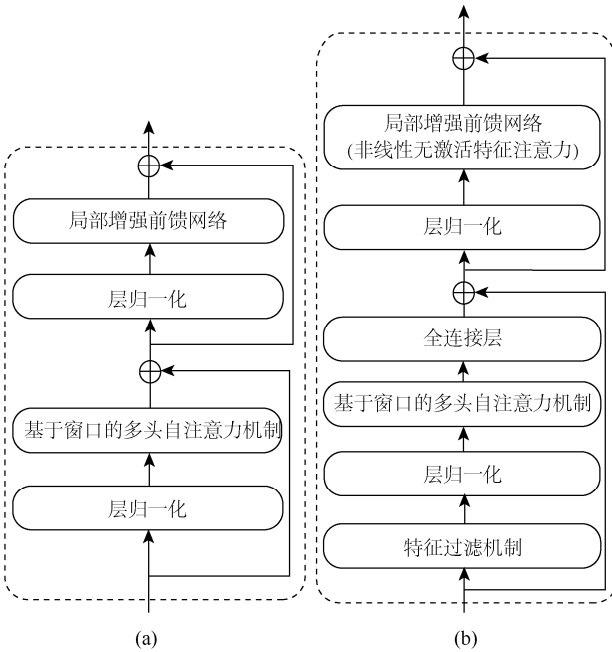 局部增强前馈网络
层归一化
基于窗口的多头自注意力机制
层归一化
(a)
局部增强前馈网络
(非线性无激活特征注意力)
层归一化
全连接层
基于窗口的多头自注意力机制
层归一化
特征过滤机制
(b)